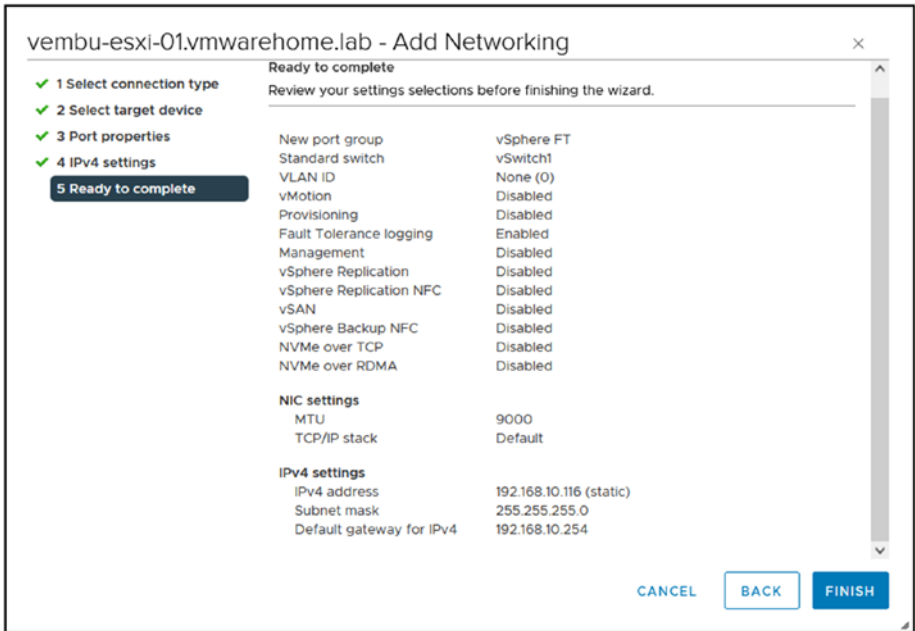 vembu-esxi-01.vmwarehome.lab - Add Networking
1 Select connection type
2 Select target device
3 Port properties
4 IPv4 settings
5 Ready to complete
Ready to complete
Review your settings selections before finishing the wizard.
New port group vSphere FT
Standard switch vSwitch1
VLAN ID None (0)
vMotion Disabled
Provisioning Disabled
Fault Tolerance logging Enabled
Management Disabled
vSphere Replication Disabled
vSphere Replication NFC Disabled
vSAN Disabled
vSphere Backup NFC Disabled
NVMe over TCP Disabled
NVMe over RDMA Disabled
NIC settings
MTU 9000
TCP/IP stack Default
IPv4 settings
IPv4 address 192.168.10.116 (static)
Subnet mask 255.255.255.0
Default gateway for IPv4 192.168.10.254
CANCEL BACK FINISH